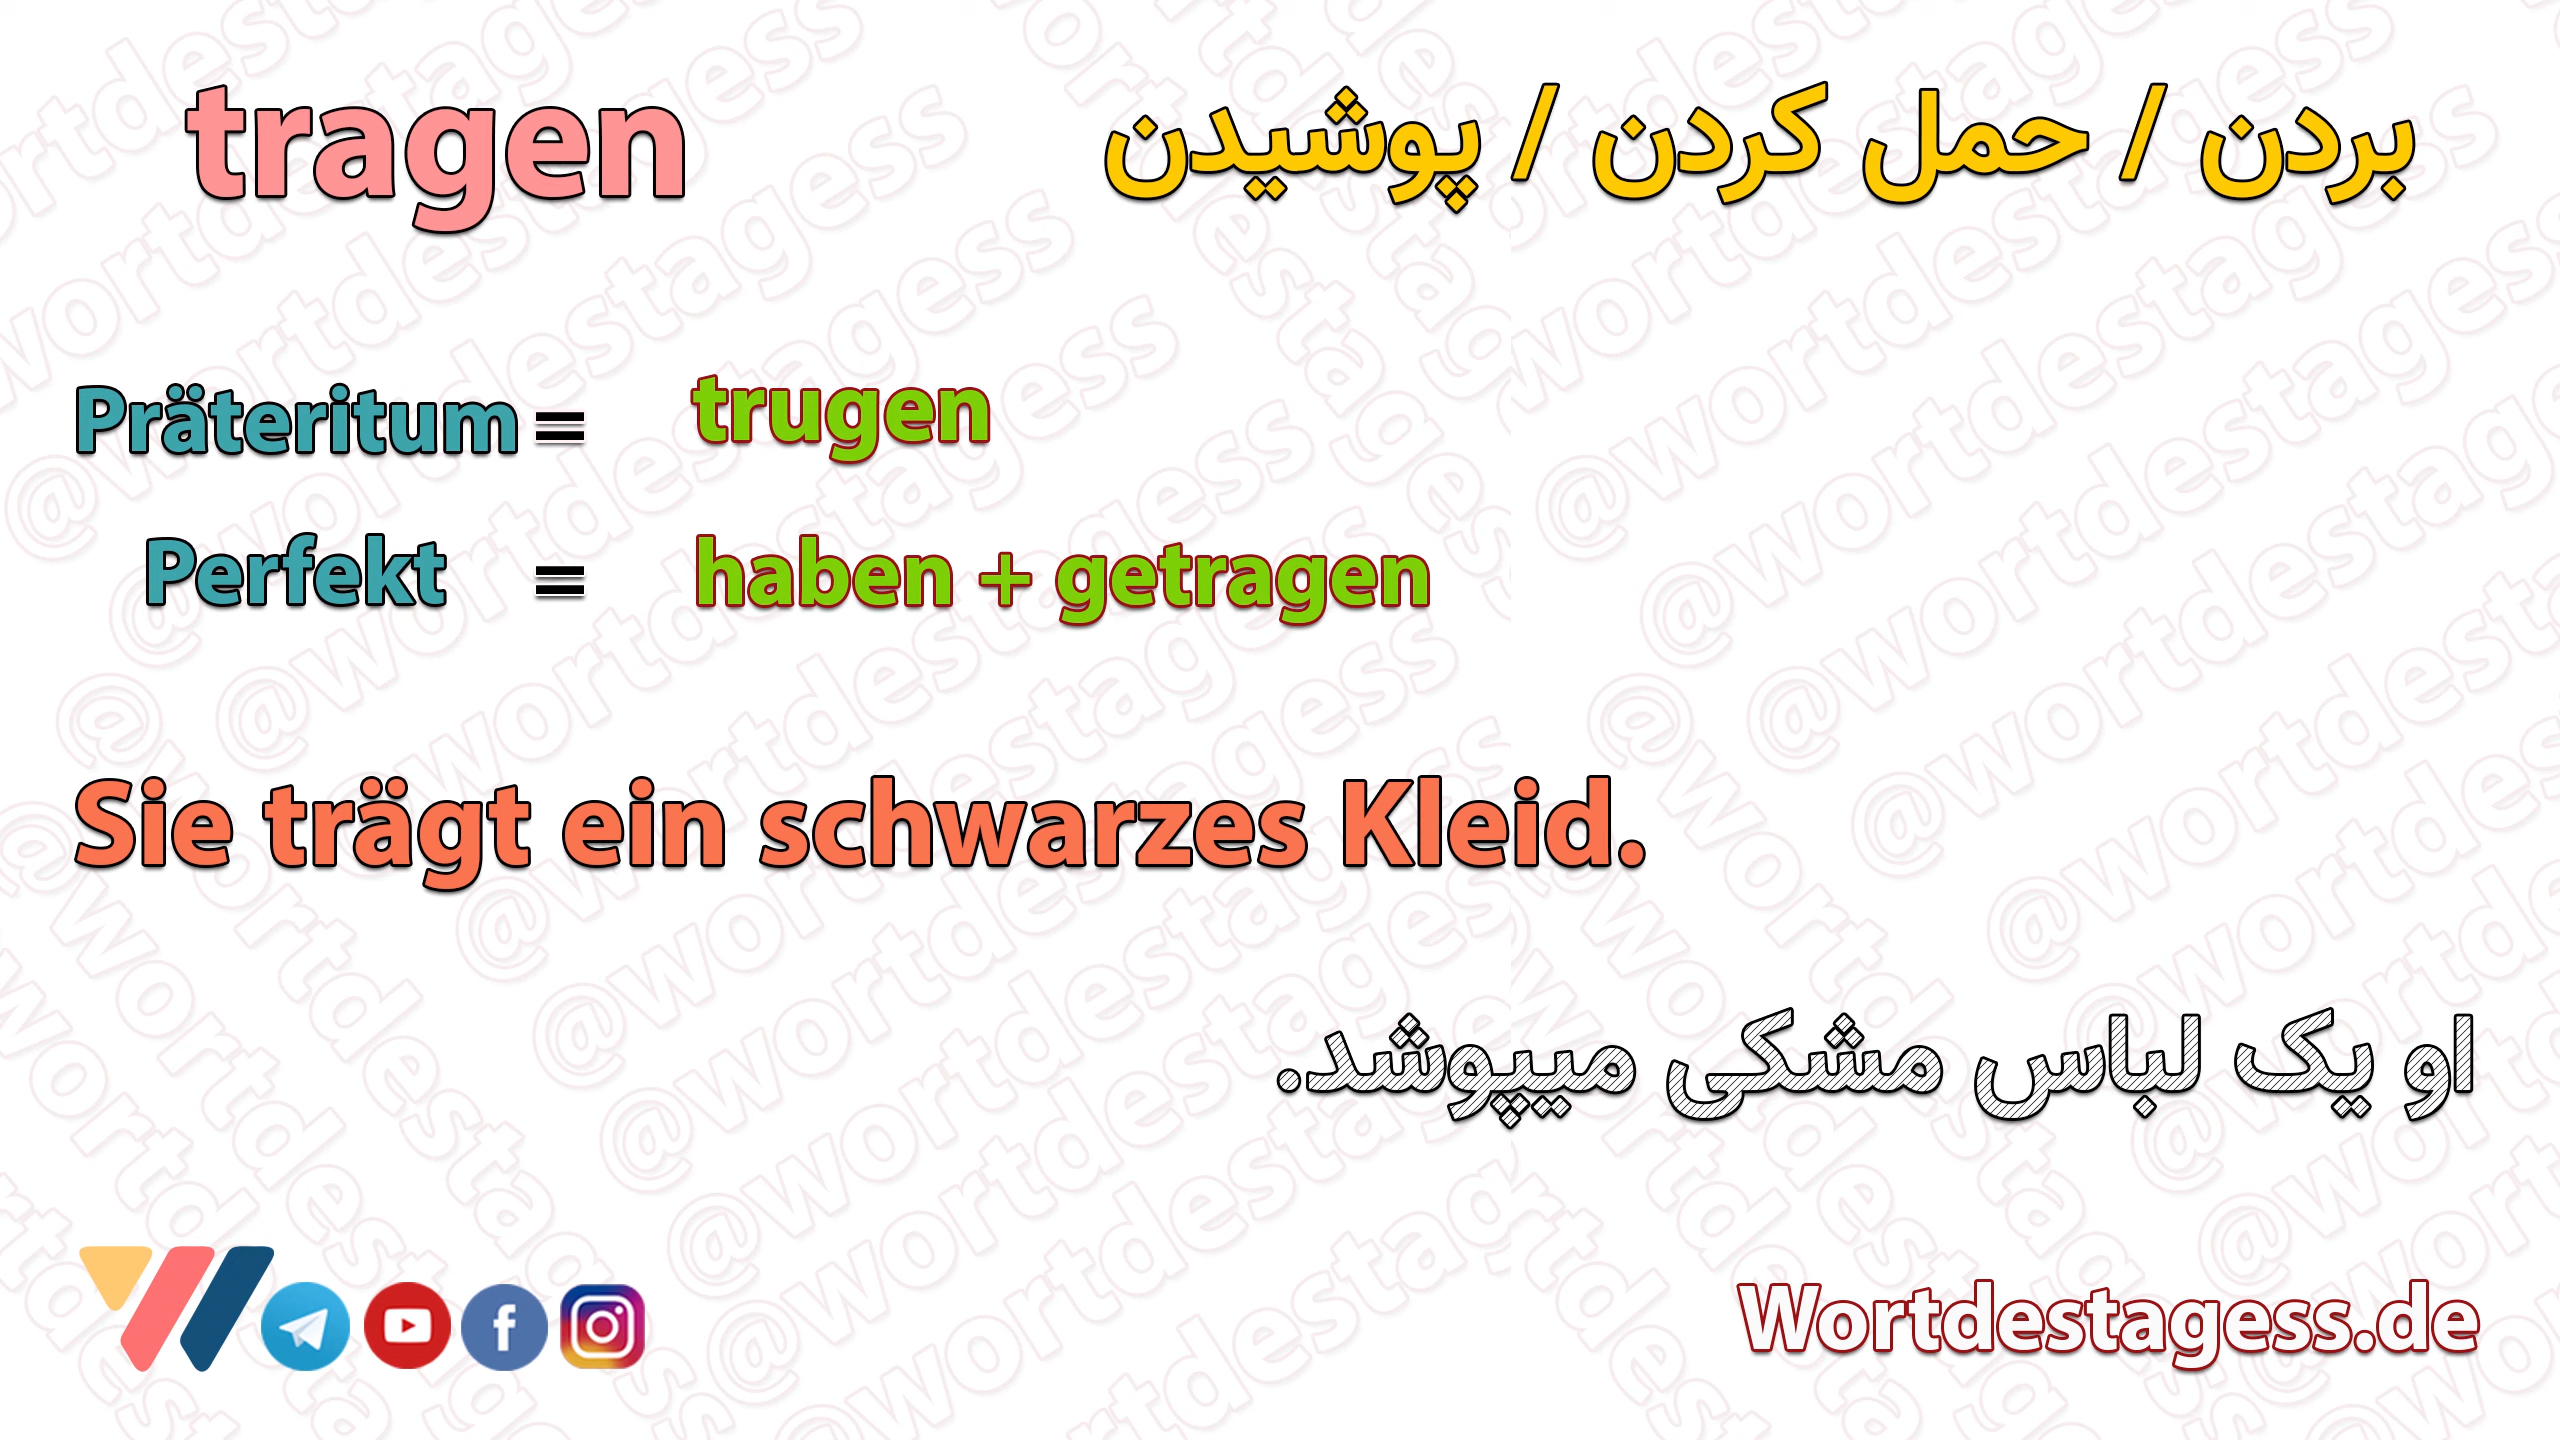 tragen
بردن / حمل کردن / پوشیدن
Präteritum = trugen
Perfekt = haben + getragen
Sie trägt ein schwarzes Kleid.
او یک لباس مشکی میپوشد.
Wortdestagess.de
@wortdestagess